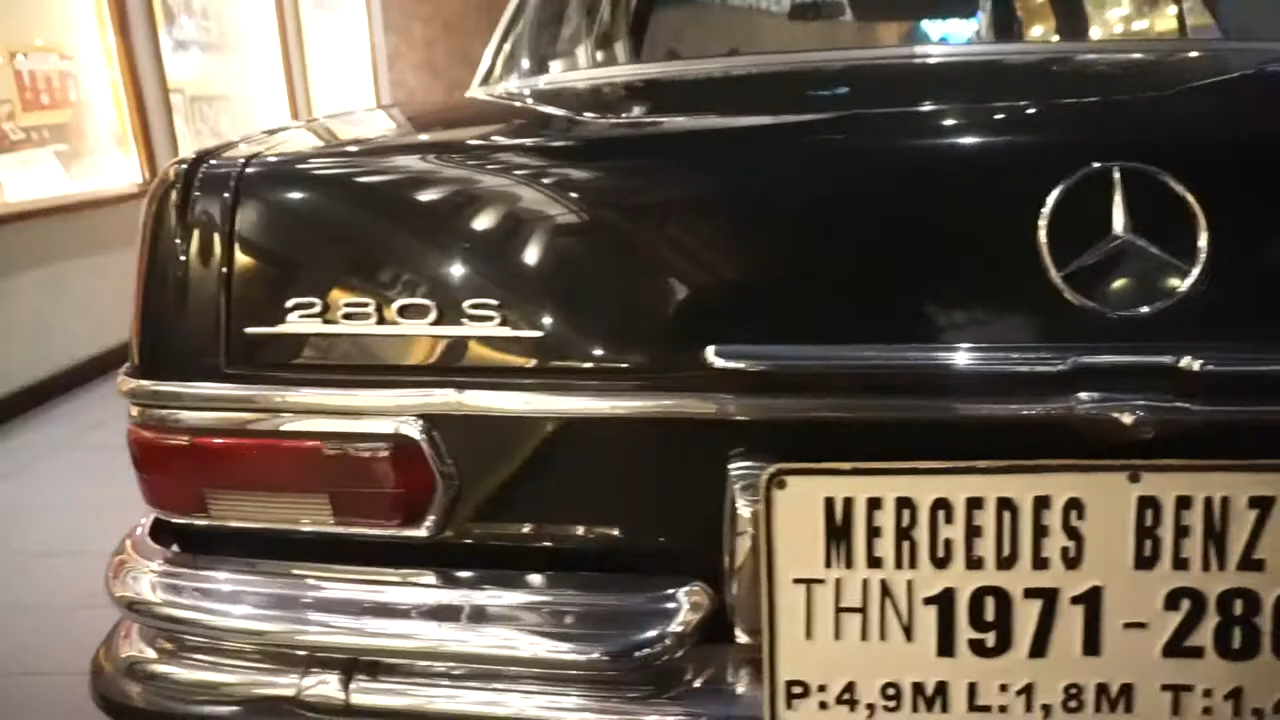 280 S
MERCEDES BENZ
THN 1971-28
P:4,9M L:1,8M T:1,